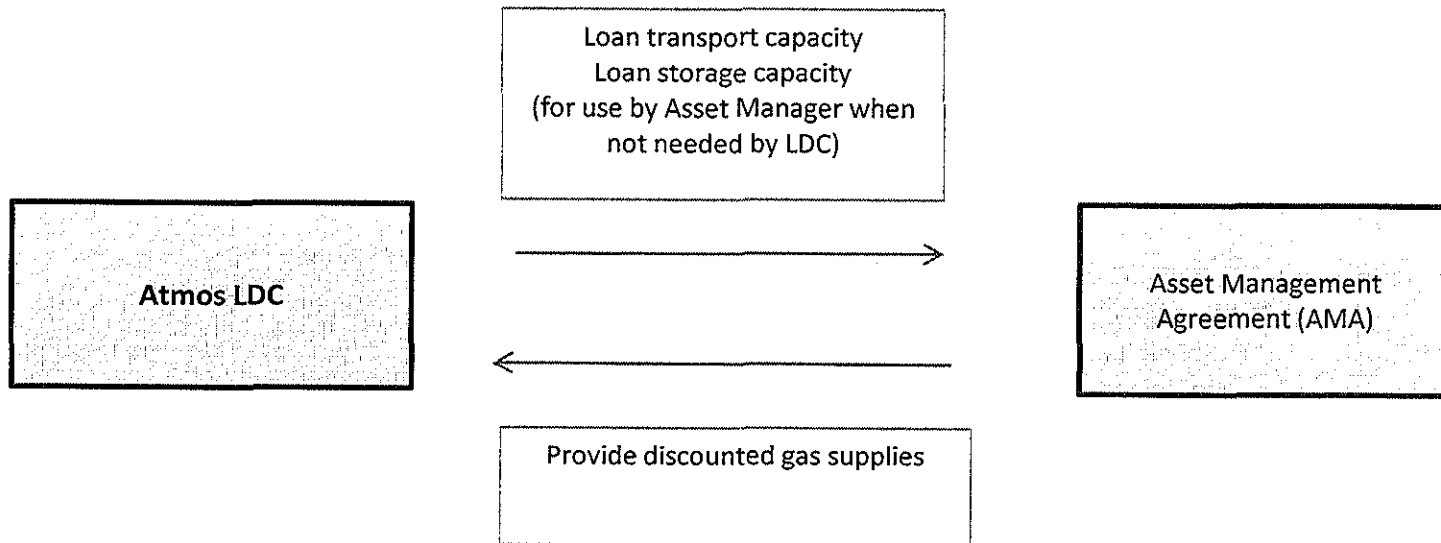 Loan transport capacity
Loan storage capacity
(for use by Asset Manager when
not needed by LDC)
Atmos LDC
Asset Management
Agreement (AMA)
Provide discounted gas supplies